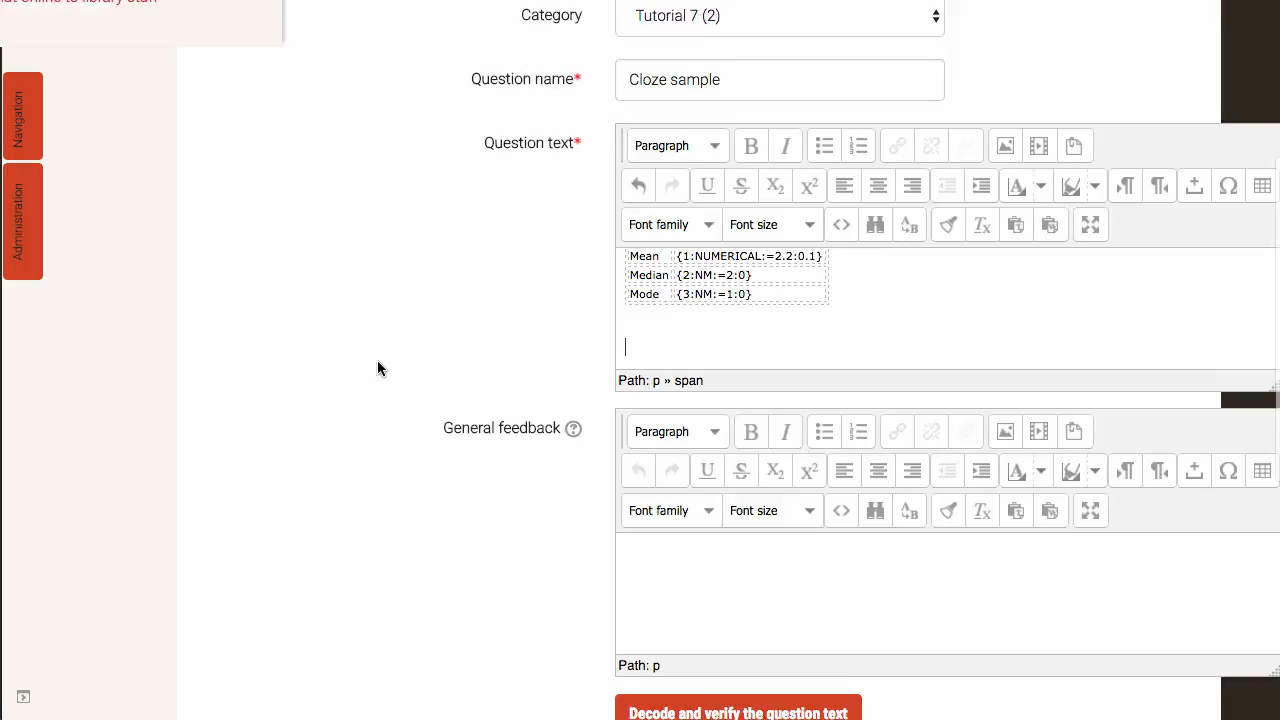 Category
Tutorial 7 (2)
Question name*
Cloze sample
Navigation
Administration
Question text*
Paragraph
Font family
Font size
Mean {1:NUMERICAL:=2.2:0.1}
Median {2:NM:=2:0}
Mode {3:NM:=1:0}
Path: p » span
General feedback
Paragraph
Font family
Font size
Path: p
Decode and verify the question text